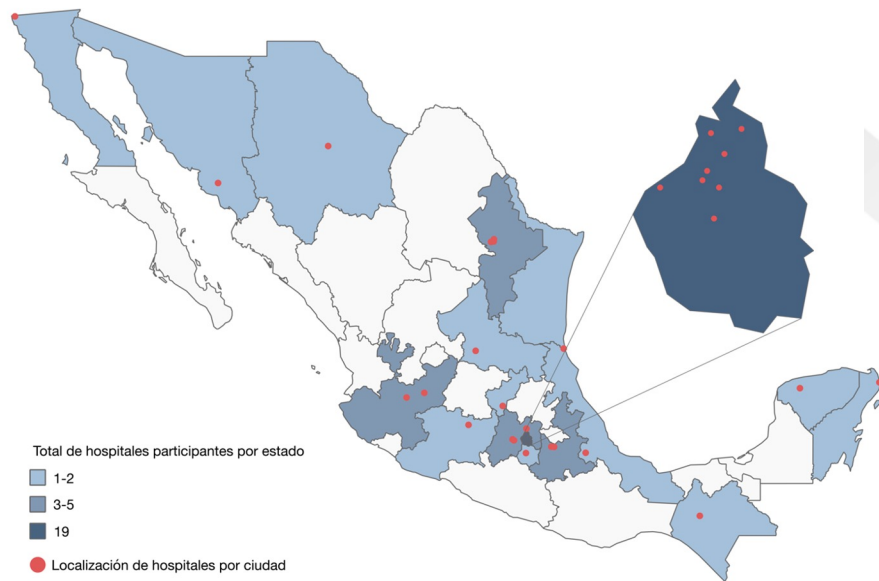 Total de hospitales participantes por estado
1-2
3-5
19
Localización de hospitales por ciudad